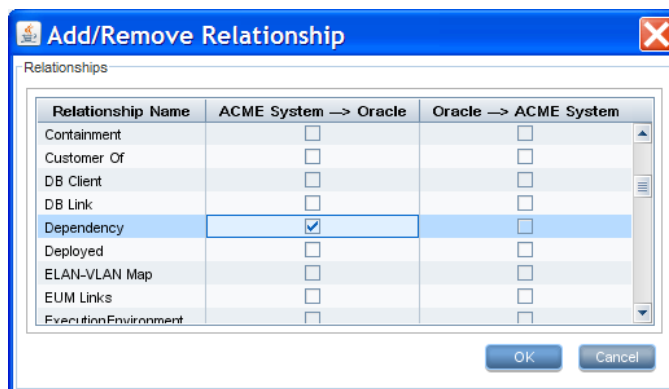 Add/Remove Relationship
Relationships
Relationship Name ACME System --> Oracle Oracle --> ACME System
Containment
Customer Of
DB Client
DB Link
Dependency
Deployed
ELAN-VLAN Map
EUM Links
ExecutionEnvironment
OK Cancel